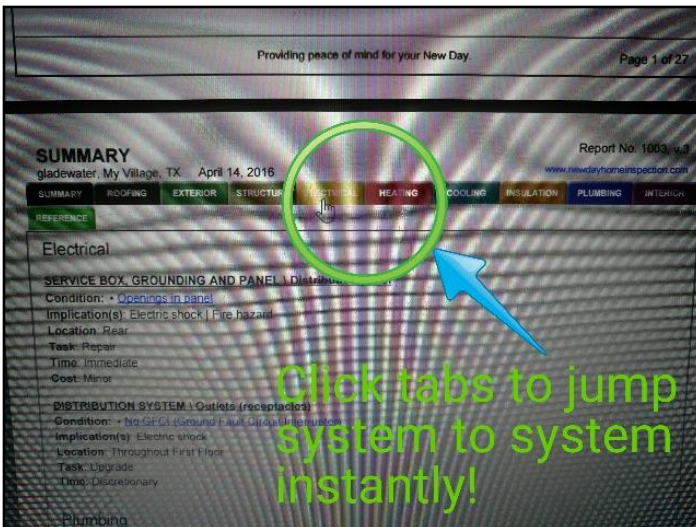 Providing peace of mind for your New Day.
Page 1 of 27
SUMMARY
Report No. 1003, v.3
gladewater, My Village, TX April 14, 2016
www.newdayhomeinspection.com
SUMMARY ROOFING EXTERIOR STRUCTURE ELECTRICAL HEATING COOLING INSULATION PLUMBING INTERIOR
REFERENCE
Electrical
SERVICE BOX, GROUNDING AND PANEL \ Distribution
Condition: • Openings in panel
Implication(s): Electric shock | Fire hazard
Location: Rear
Task: Repair
Time: Immediate
Cost: Minor
DISTRIBUTION SYSTEM \ Outlets (receptacles)
Condition: • No GFCI (Ground Fault Circuit Interrupter)
Implication(s): Electric shock
Location: Throughout First Floor
Task: Upgrade
Time: Discretionary
Plumbing
Click tabs to jump
system to system
instantly!